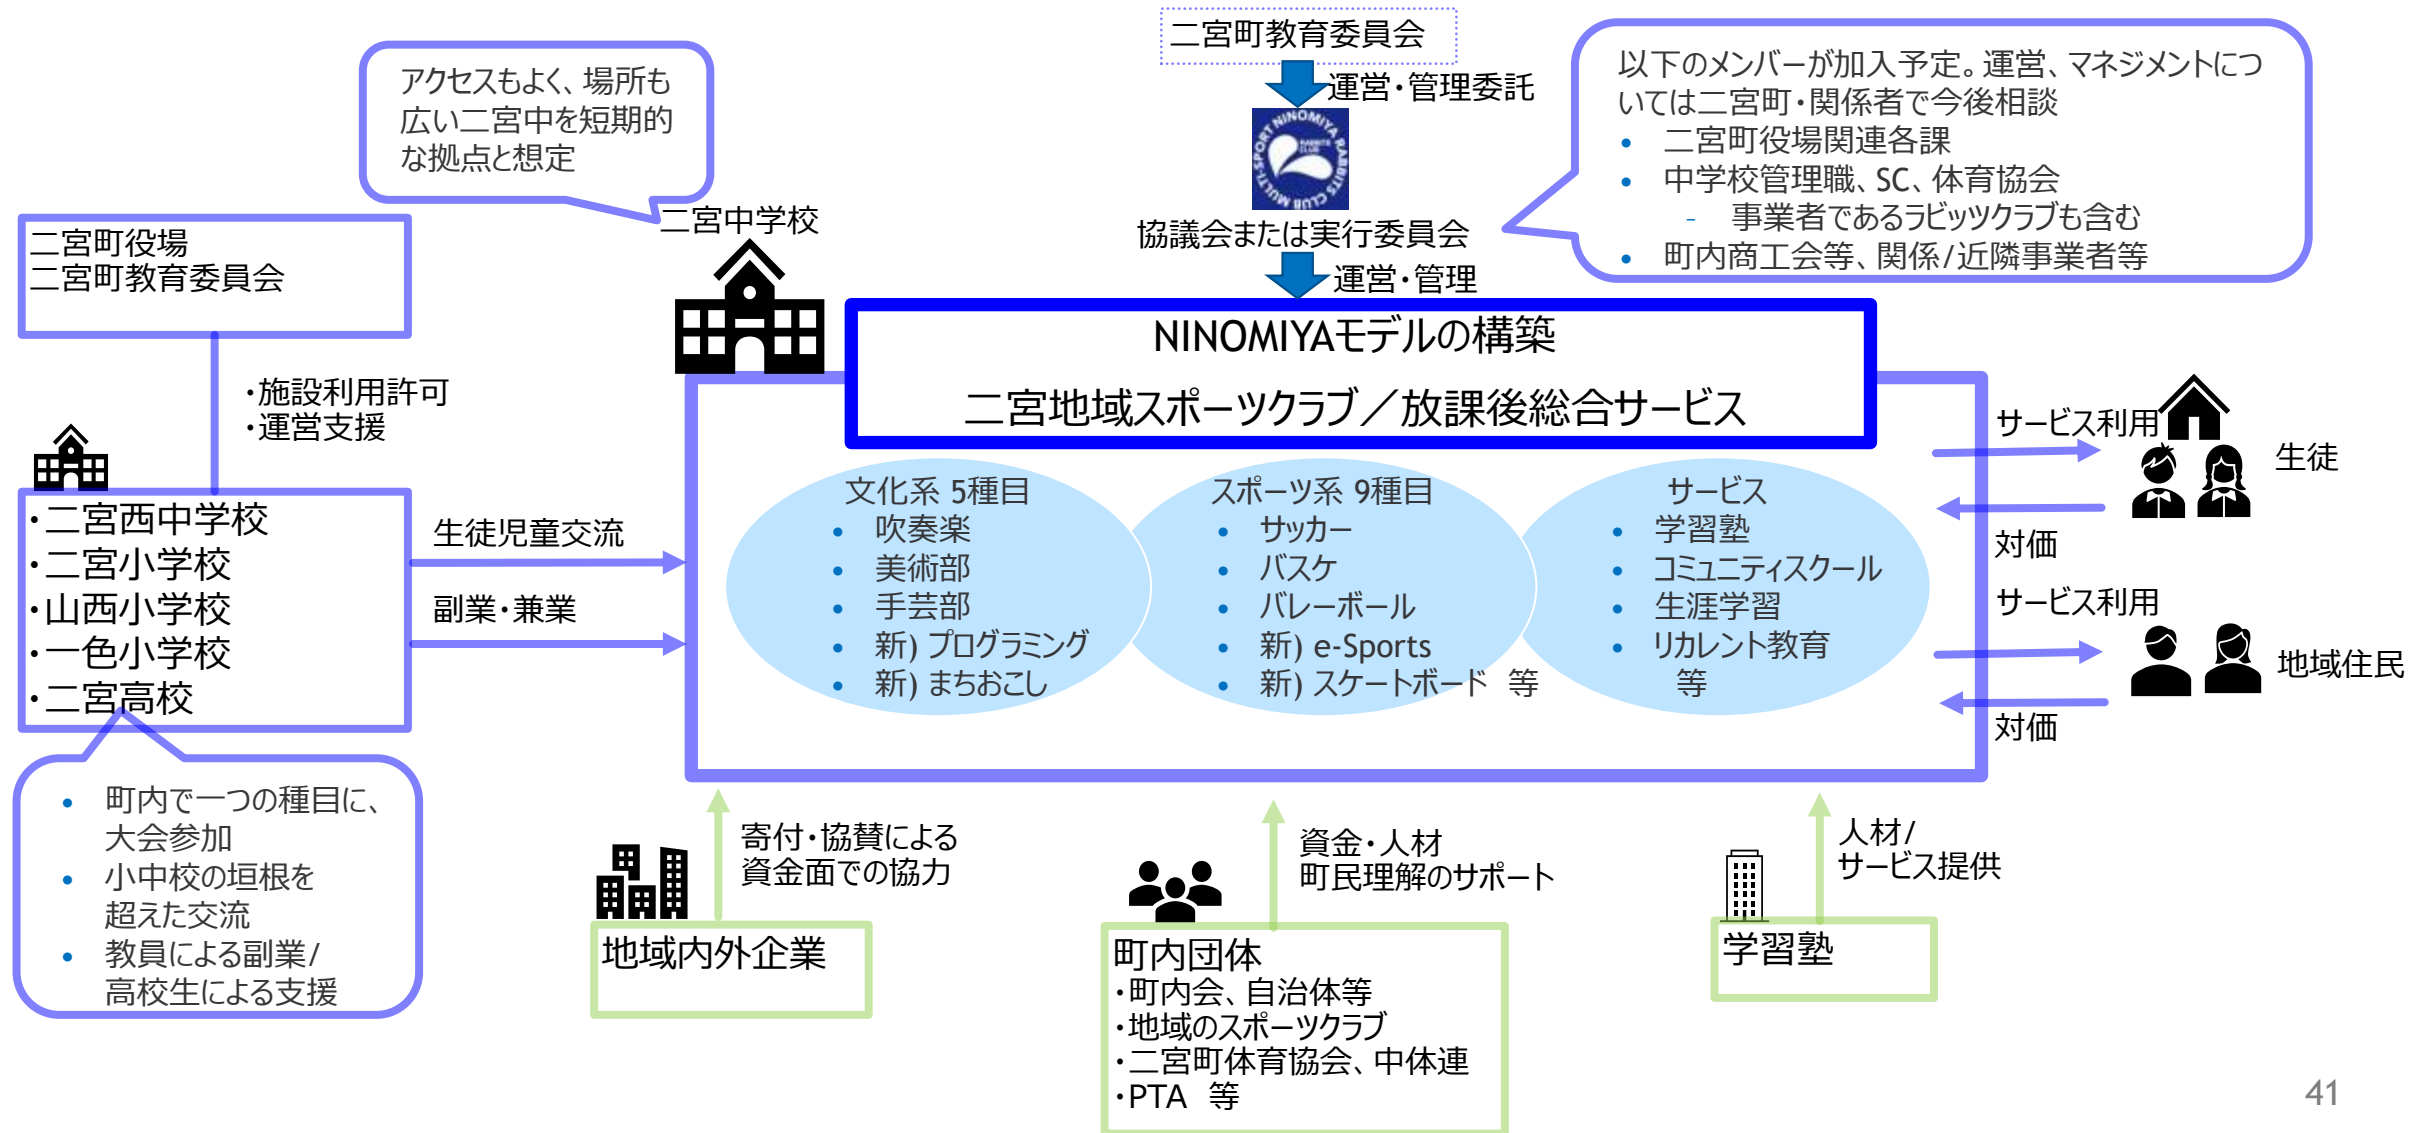 二宮町教育委員会
運営・管理委託
MULTI-SPORT NINOMIYA RABBITS CLUB
協議会または実行委員会
運営・管理
以下のメンバーが加入予定。運営、マネジメントにつ
いては二宮町・関係者で今後相談
• 二宮町役場関連各課
• 中学校管理職、SC、体育協会
- 事業者であるラビッツクラブも含む
• 町内商工会等、関係/近隣事業者等
アクセスもよく、場所も
広い二宮中を短期的
な拠点と想定
二宮中学校
二宮町役場
二宮町教育委員会
・施設利用許可
・運営支援
・二宮西中学校
・二宮小学校
・山西小学校
・一色小学校
・二宮高校
生徒児童交流
副業・兼業
• 町内で一つの種目に、
大会参加
• 小中校の垣根を
超えた交流
• 教員による副業/
高校生による支援
NINOMIYAモデルの構築
二宮地域スポーツクラブ／放課後総合サービス
文化系 5種目
• 吹奏楽
• 美術部
• 手芸部
• 新) プログラミング
• 新) まちおこし
スポーツ系 9種目
• サッカー
• バスケ
• バレーボール
• 新) e-Sports
• 新) スケートボード 等
サービス
• 学習塾
• コミュニティスクール
• 生涯学習
• リカレント教育
等
サービス利用
生徒
対価
サービス利用
地域住民
対価
寄付・協賛による
資金面での協力
地域内外企業
資金・人材
町民理解のサポート
町内団体
・町内会、自治体等
・地域のスポーツクラブ
・二宮町体育協会、中体連
・PTA 等
人材/
サービス提供
学習塾
41